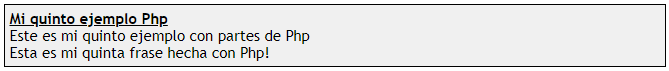 Mi quinto ejemplo Php
Este es mi quinto ejemplo con partes de Php
Esta es mi quinta frase hecha con Php!